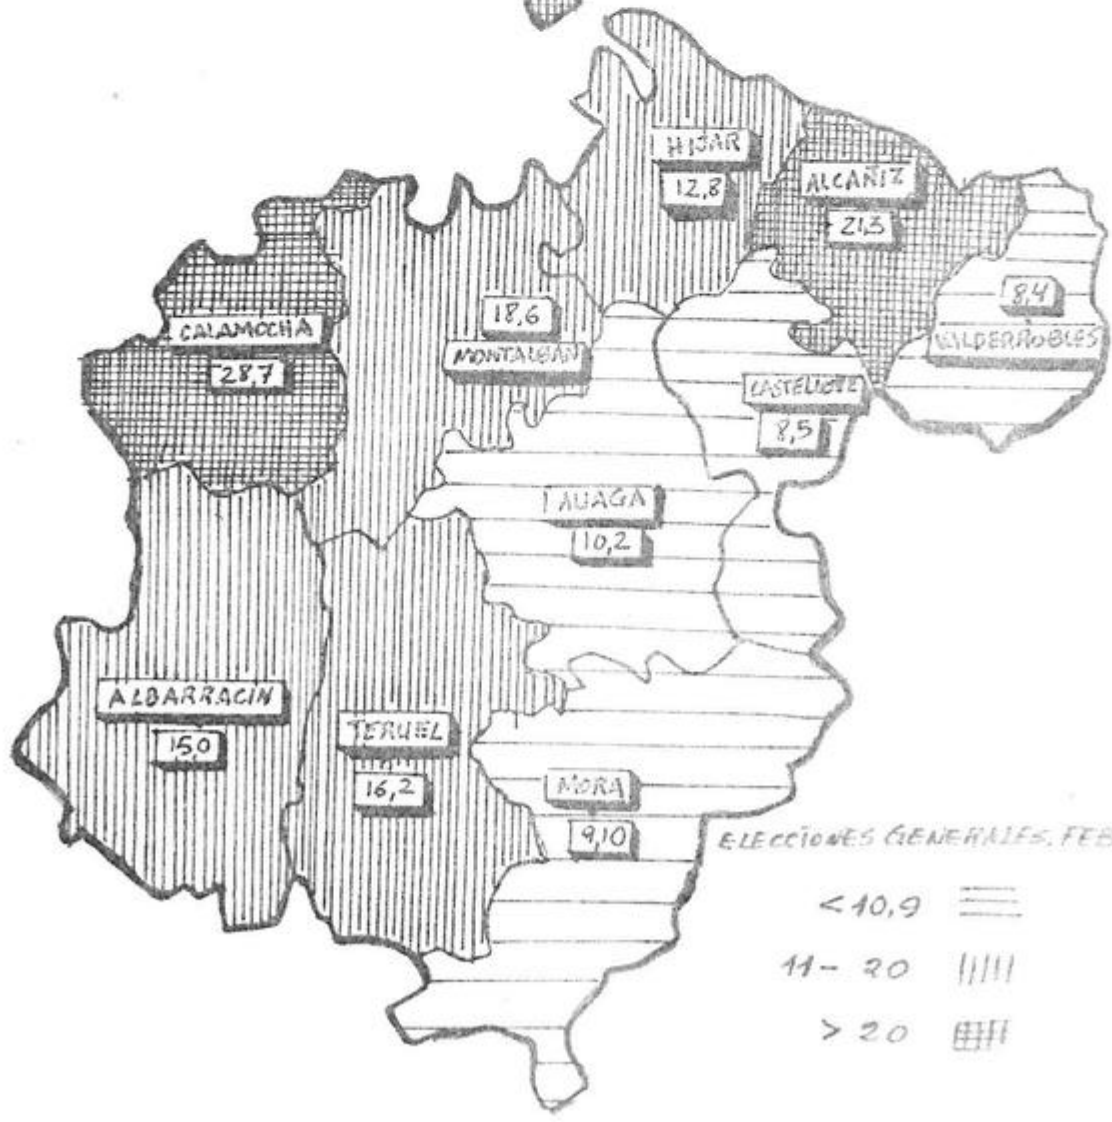 HIJAR
12,8
ALCAÑIZ
21,3
8,4
VALDERROBLES
CALAMOCHA
28,7
18,6
MONTALBAN
CASTELLOTE
8,5
ALIAGA
10,2
ALBARRACIN
15,0
TERUEL
16,2
MORA
9,10
ELECCIONES GENERALES. FEB
<10,9
11-20
>20